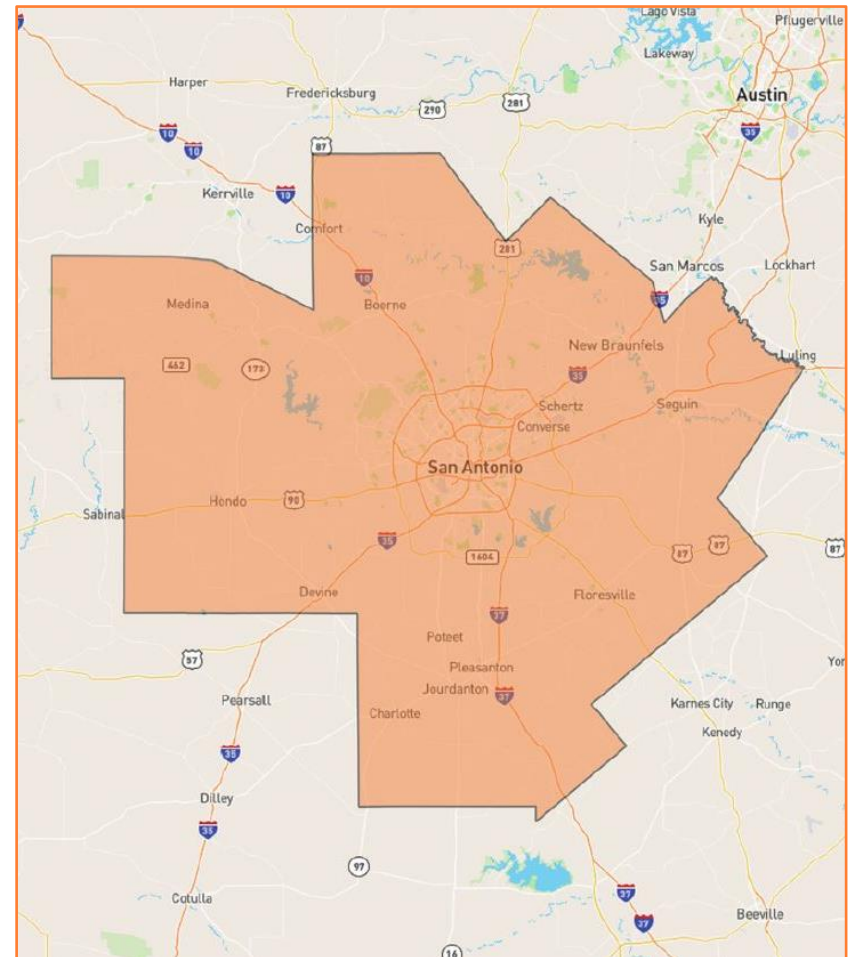 Lago Vista
Pflugerville
Lakeway
Harper
Fredericksburg
290
281
Austin
10
35
87
10
Kerrville
10
Comfort
Kyle
281
San Marcos
Lockhart
10
35
Medina
Boerne
New Braunfels
Luling
462
173
35
Schertz
Seguin
Converse
San Antonio
Hondo
90
Sabinal
35
87
87
87
1604
Devine
Floresville
37
Poteet
57
Pleasanton
Yor
Jourdanton
37
Pearsall
Karnes City
Runge
Charlotte
Kenedy
35
Dilley
35
97
Cotulla
37
Beeville
37
16